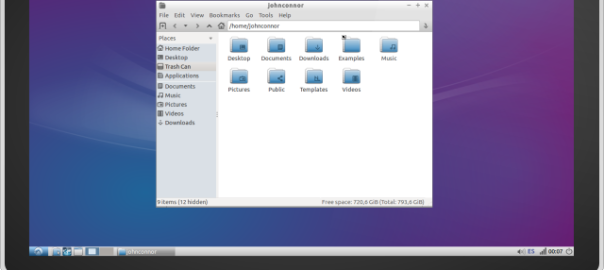 johnconnor
File Edit View Bookmarks Go Tools Help
/home/johnconnor
Places
Home Folder
Desktop
Trash Can
Applications
Documents
Music
Pictures
Videos
Downloads
Desktop Documents Downloads Examples Music
Pictures Public Templates Videos
9 items (12 hidden) Free space: 720,6 GiB (Total: 793,6 GiB)
johnconnor ES 00:07